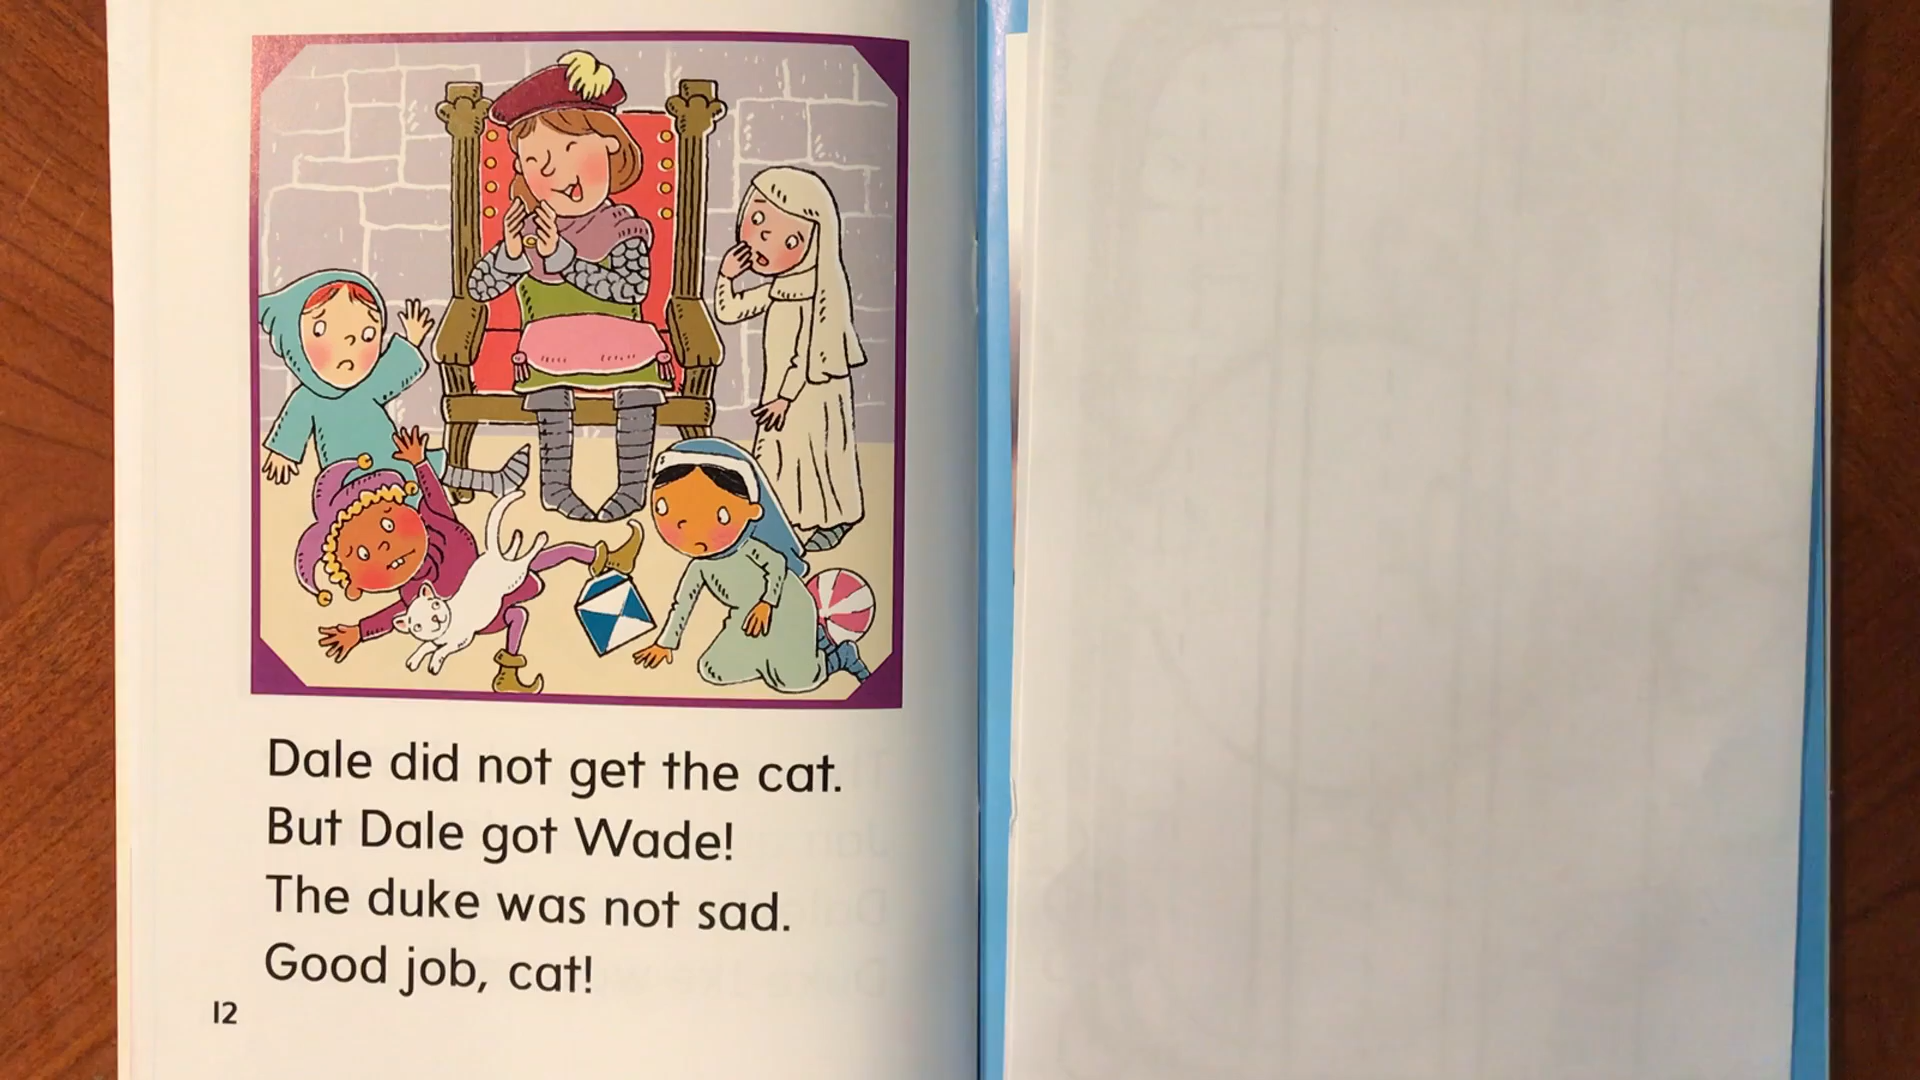 Dale did not get the cat.
But Dale got Wade!
The duke was not sad.
Good job, cat!
12